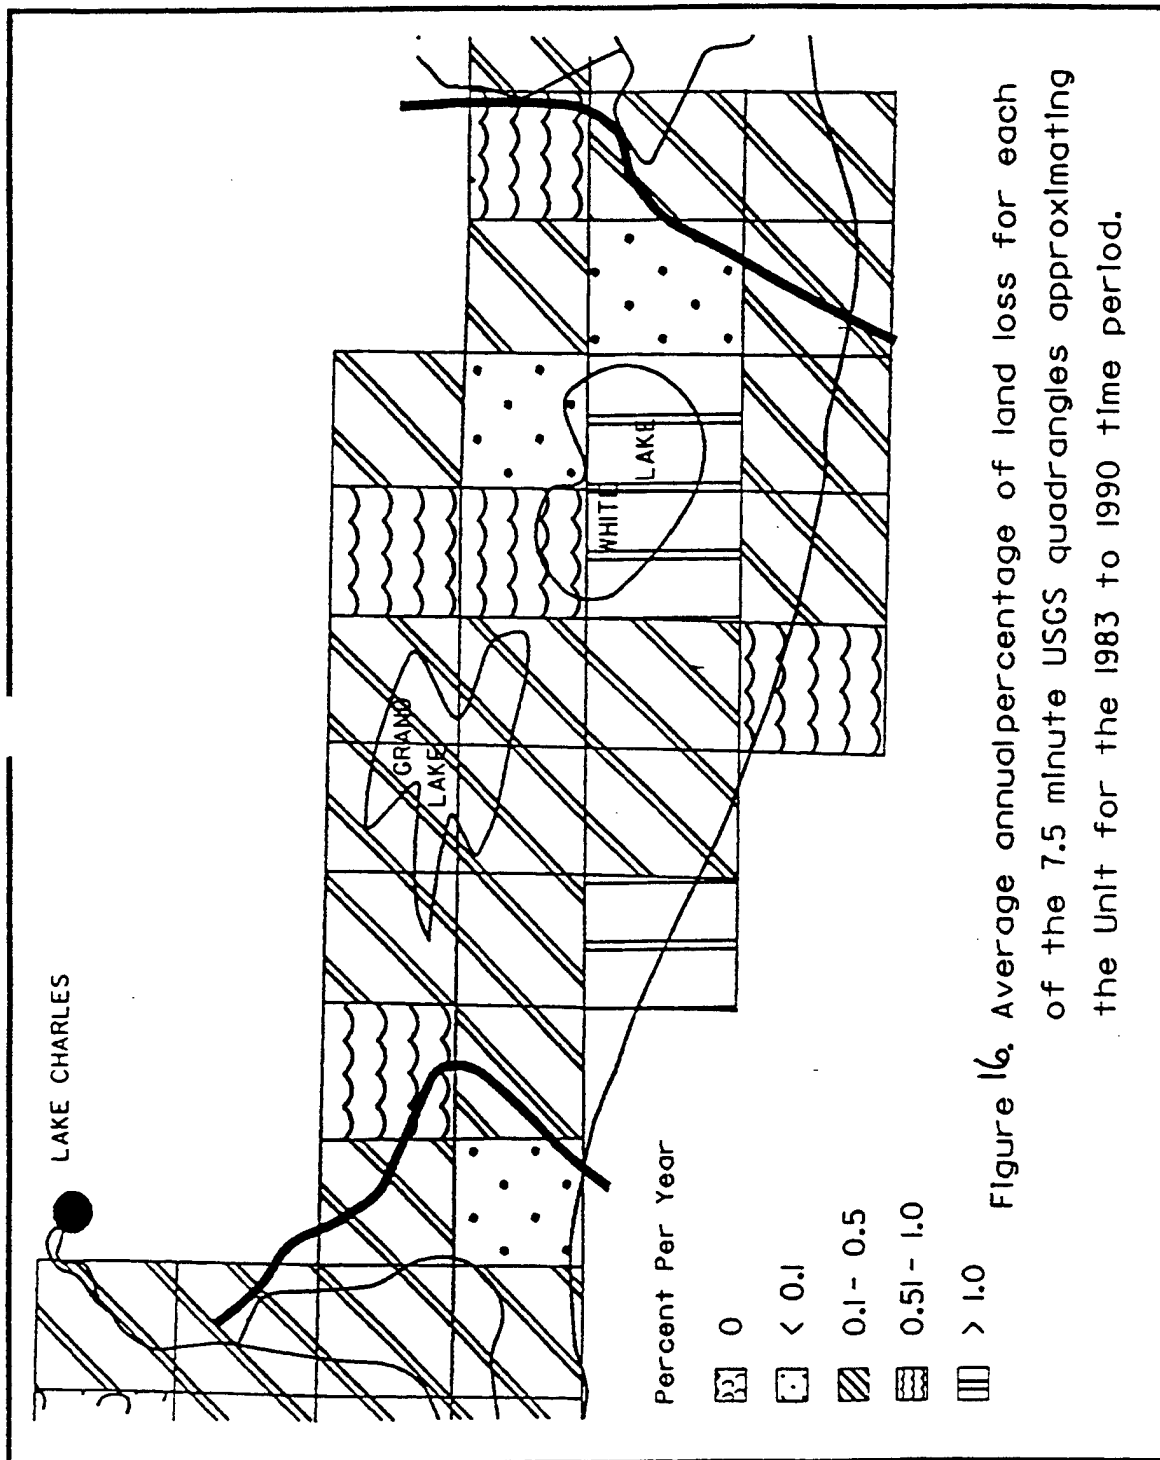 LAKE CHARLES
GRAND
LAKE
WHITE
LAKE
Percent Per Year
0
< 0.1
0.1 - 0.5
0.51 - 1.0
> 1.0
Figure 16. Average annualpercentage of land loss for each
of the 7.5 minute USGS quadrangles approximating
the Unit for the 1983 to 1990 time period.